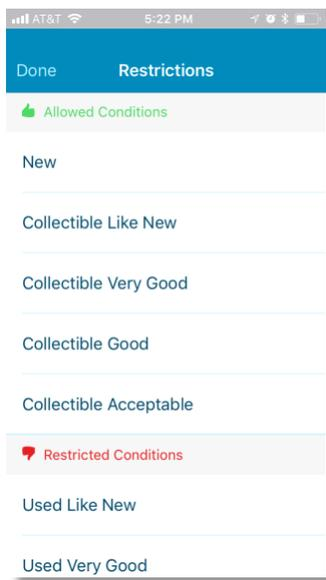 AT&T 5:22 PM
Done Restrictions
Allowed Conditions
New
Collectible Like New
Collectible Very Good
Collectible Good
Collectible Acceptable
Restricted Conditions
Used Like New
Used Very Good